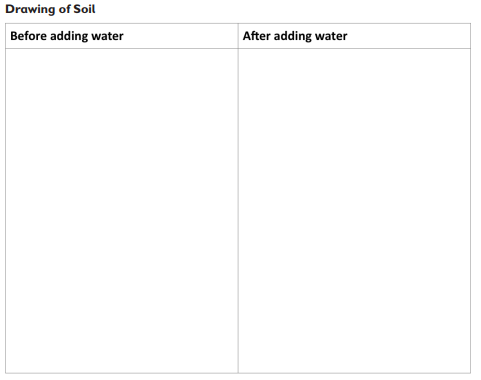 Drawing of Soil
Before adding water
After adding water